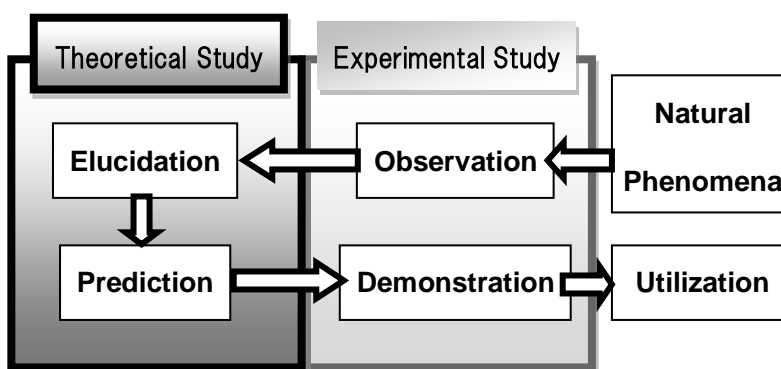 Theoretical Study
Experimental Study
Natural
Phenomena
Elucidation
Observation
Prediction
Demonstration
Utilization